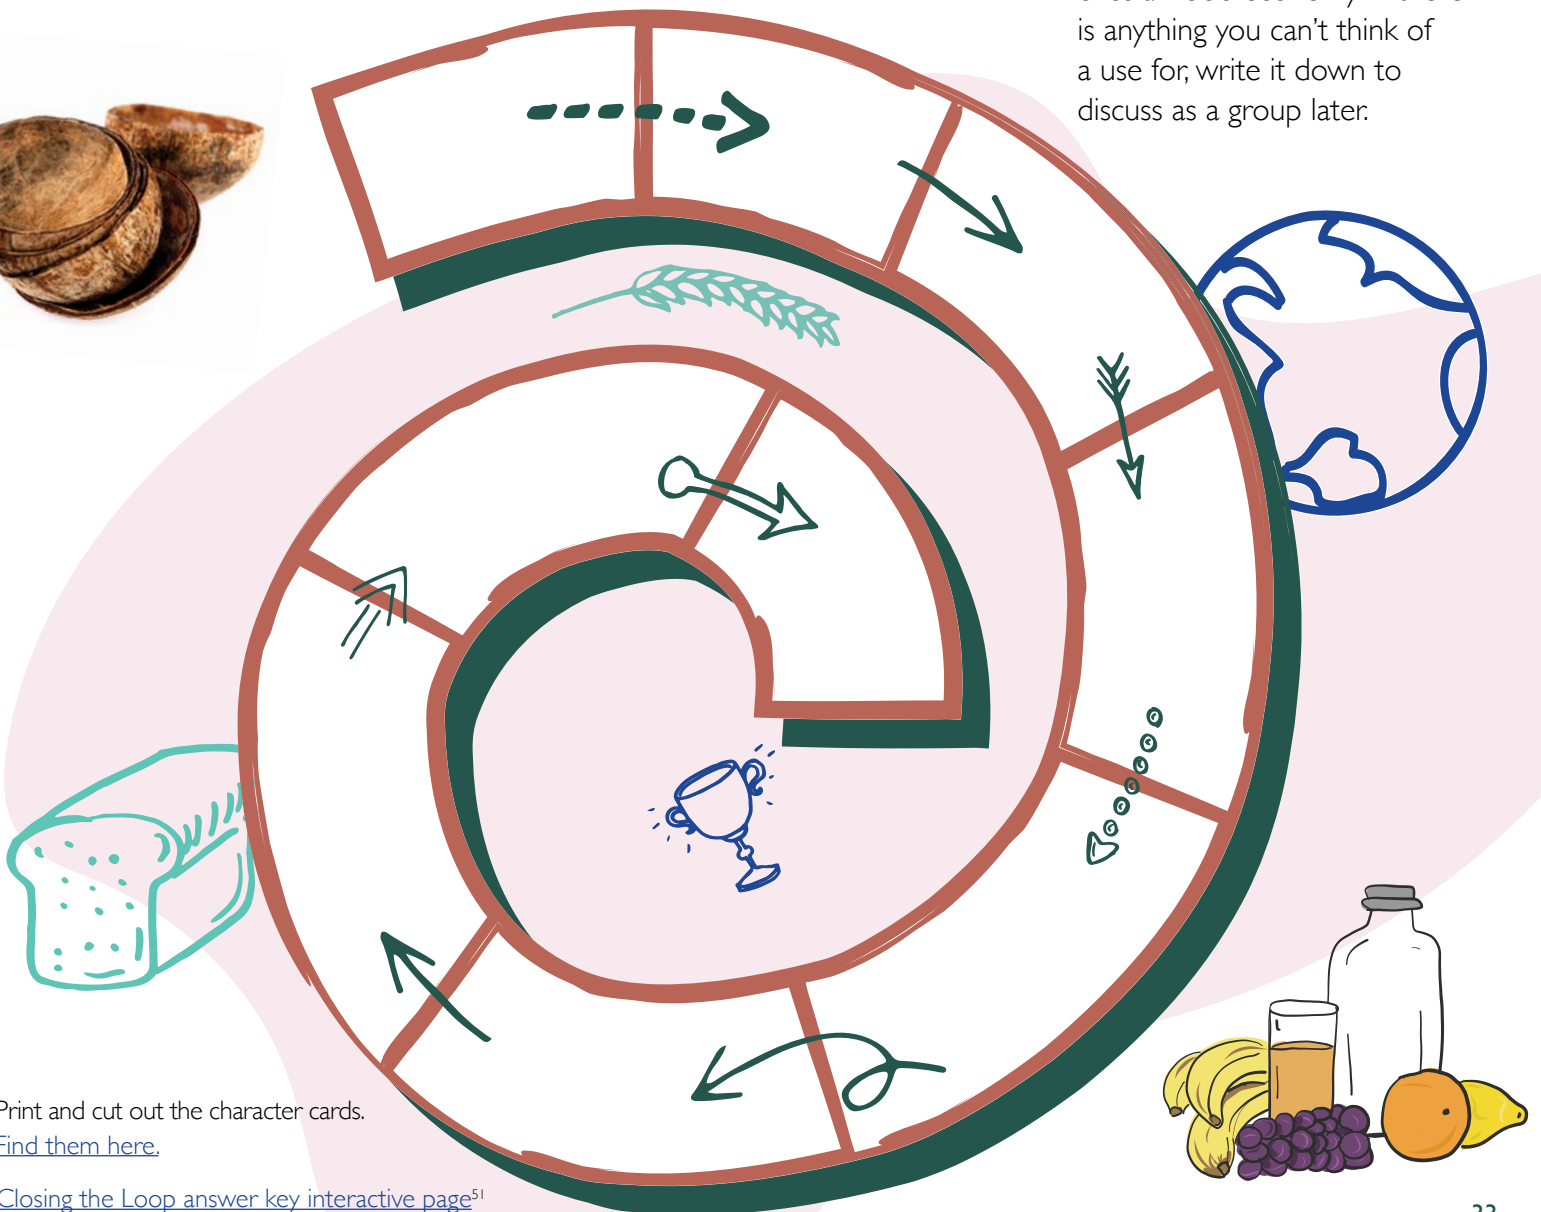 is anything you can't think of
a use for, write it down to
discuss as a group later.
Print and cut out the character cards.
Find them here.
Closing the Loop answer key interactive page51